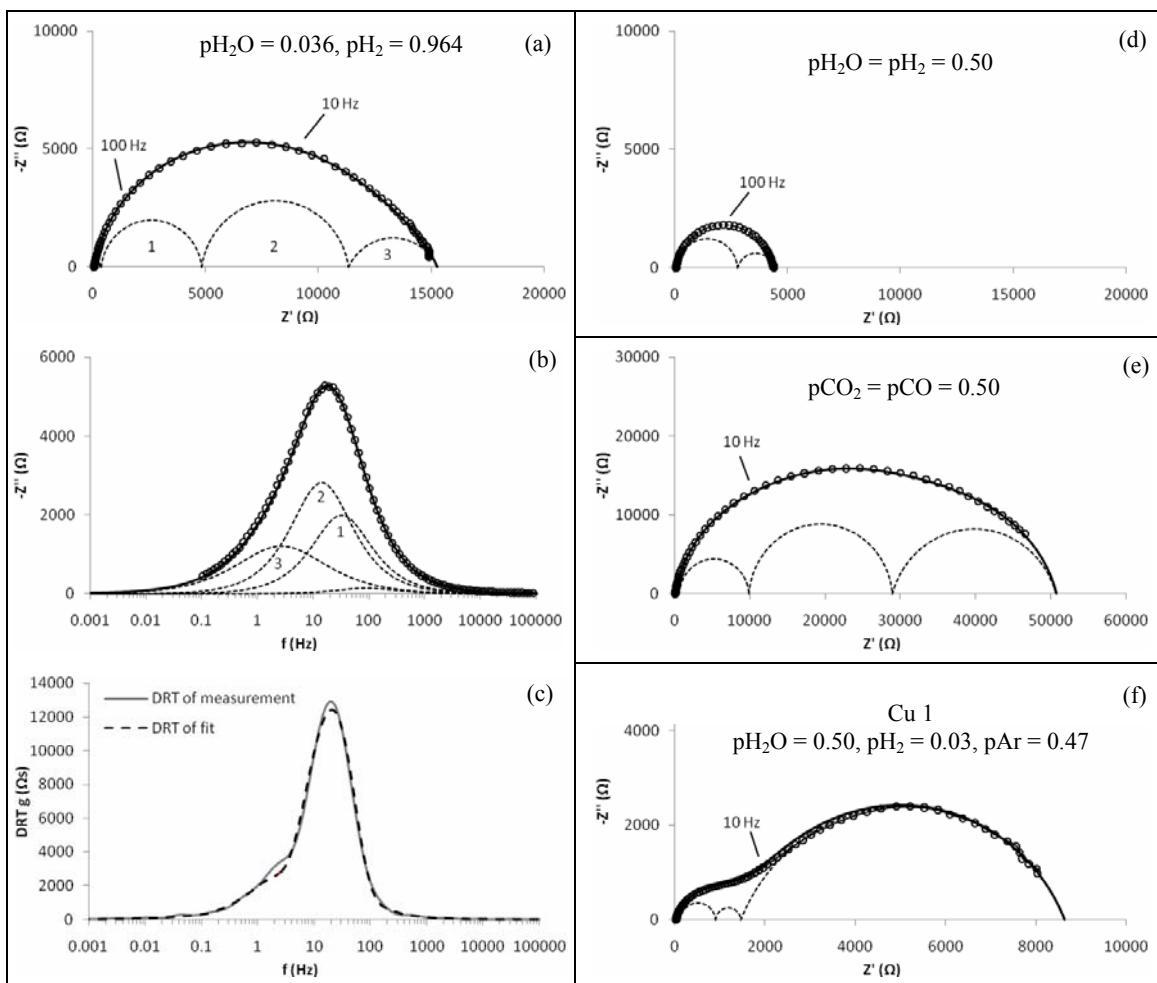 (a)
pH₂O = 0.036, pH₂ = 0.964
10000
5000
0
-Z'' (Ω)
100 Hz
10 Hz
1
2
3
0 5000 10000 15000 20000
Z' (Ω)
(b)
6000
4000
2000
0
-Z'' (Ω)
2
1
3
0.001 0.01 0.1 1 10 100 1000 10000 100000
f (Hz)
(c)
14000
12000
10000
8000
6000
4000
2000
0
DRT g (Ωs)
DRT of measurement
DRT of fit
0.001 0.01 0.1 1 10 100 1000 10000 100000
f (Hz)
(d)
pH₂O = pH₂ = 0.50
10000
5000
0
-Z'' (Ω)
100 Hz
0 5000 10000 15000 20000
Z' (Ω)
(e)
pCO₂ = pCO = 0.50
30000
20000
10000
0
-Z'' (Ω)
10 Hz
0 10000 20000 30000 40000 50000 60000
Z' (Ω)
(f)
Cu 1
pH₂O = 0.50, pH₂ = 0.03, pAr = 0.47
4000
2000
0
-Z'' (Ω)
10 Hz
0 2000 4000 6000 8000 10000
Z' (Ω)